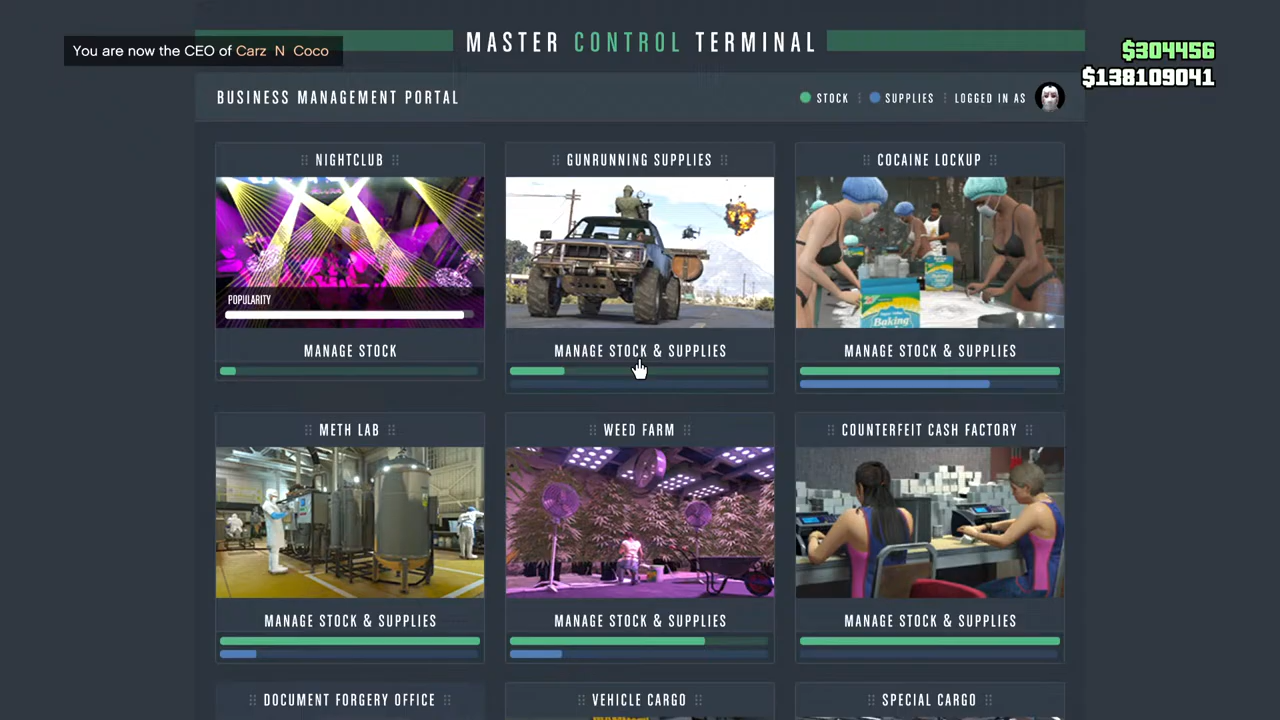 You are now the CEO of Carz N Coco
MASTER CONTROL TERMINAL
$304456
$138109041
BUSINESS MANAGEMENT PORTAL
STOCK
SUPPLIES
LOGGED IN AS
NIGHTCLUB
GUNRUNNING SUPPLIES
COCAINE LOCKUP
POPULARITY
Baking
MANAGE STOCK
MANAGE STOCK & SUPPLIES
MANAGE STOCK & SUPPLIES
METH LAB
WEED FARM
COUNTERFEIT CASH FACTORY
MANAGE STOCK & SUPPLIES
MANAGE STOCK & SUPPLIES
MANAGE STOCK & SUPPLIES
DOCUMENT FORGERY OFFICE
VEHICLE CARGO
SPECIAL CARGO